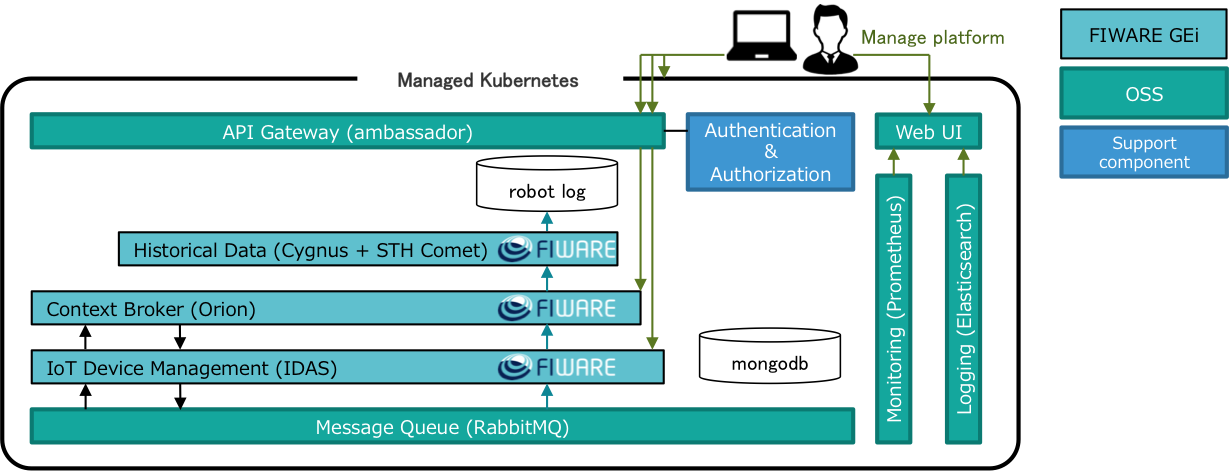 Manage platform
FIWARE GEi
OSS
Support
component
Managed Kubernetes
API Gateway (ambassador)
Authentication
&
Authorization
Web UI
robot log
Historical Data (Cygnus + STH Comet)
FIWARE
Context Broker (Orion)
FIWARE
IoT Device Management (IDAS)
FIWARE
mongodb
Message Queue (RabbitMQ)
Monitoring (Prometheus)
Logging (Elasticsearch)